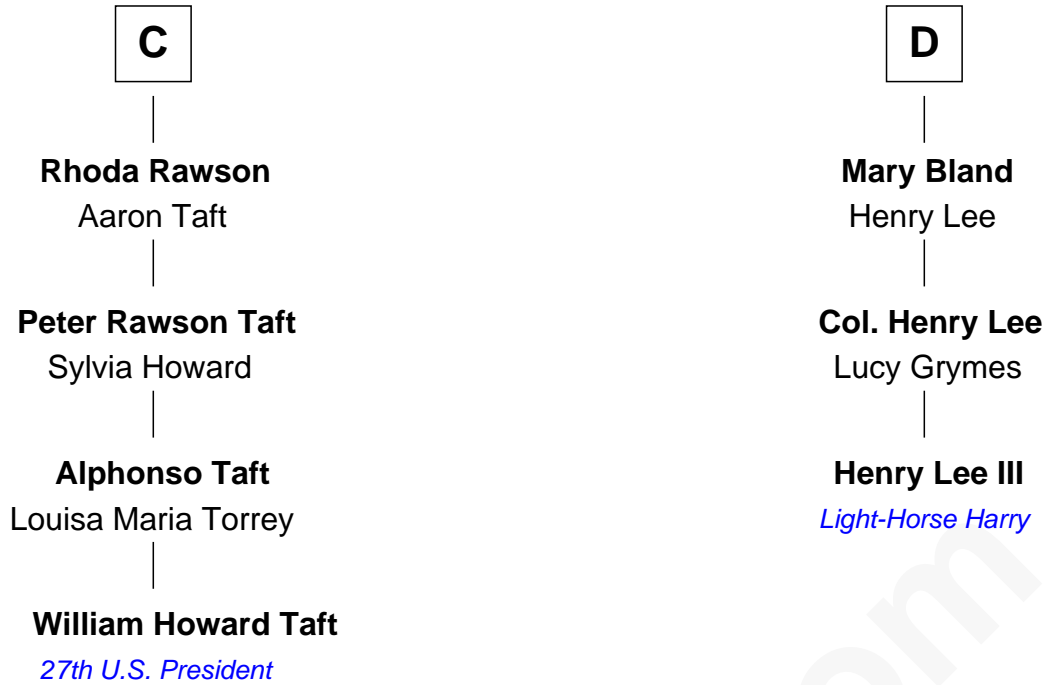 C
Rhoda Rawson
Aaron Taft
Peter Rawson Taft
Sylvia Howard
Alphonso Taft
Louisa Maria Torrey
William Howard Taft
27th U.S. President
D
Mary Bland
Henry Lee
Col. Henry Lee
Lucy Grymes
Henry Lee III
Light-Horse Harry
om